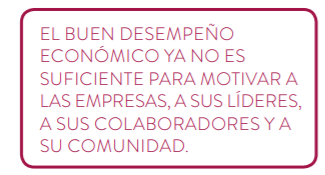 EL BUEN DESEMPEÑO
ECONÓMICO YA NO ES
SUFICIENTE PARA MOTIVAR A
LAS EMPRESAS, A SUS LÍDERES,
A SUS COLABORADORES Y A
SU COMUNIDAD.